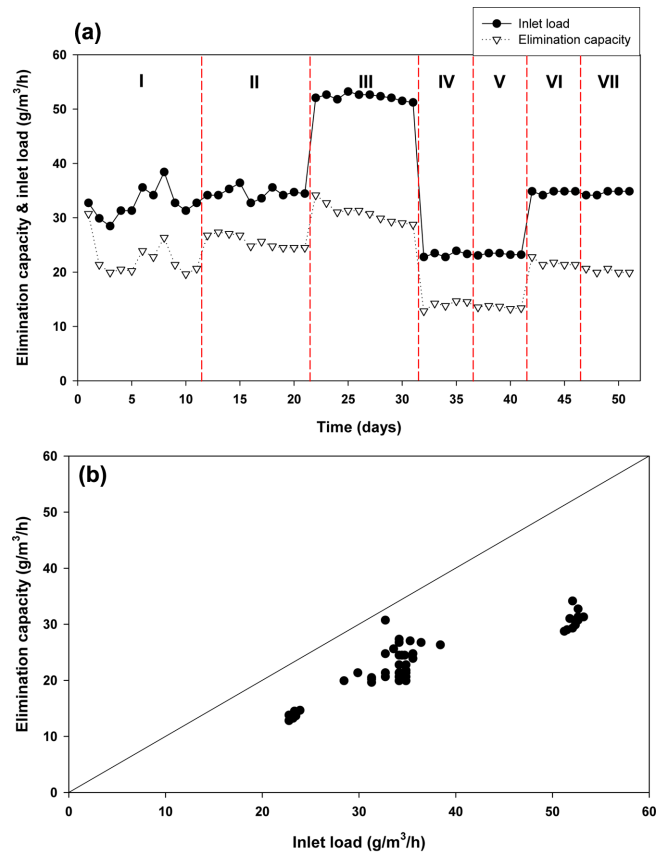 Inlet load
Elimination capacity
(a)
I II III IV V VI VII
Elimination capacity & inlet load (g/m³/h)
60
50
40
30
20
10
0
0 5 10 15 20 25 30 35 40 45 50
Time (days)
(b)
Elimination capacity (g/m³/h)
60
50
40
30
20
10
0
0 10 20 30 40 50 60
Inlet load (g/m³/h)